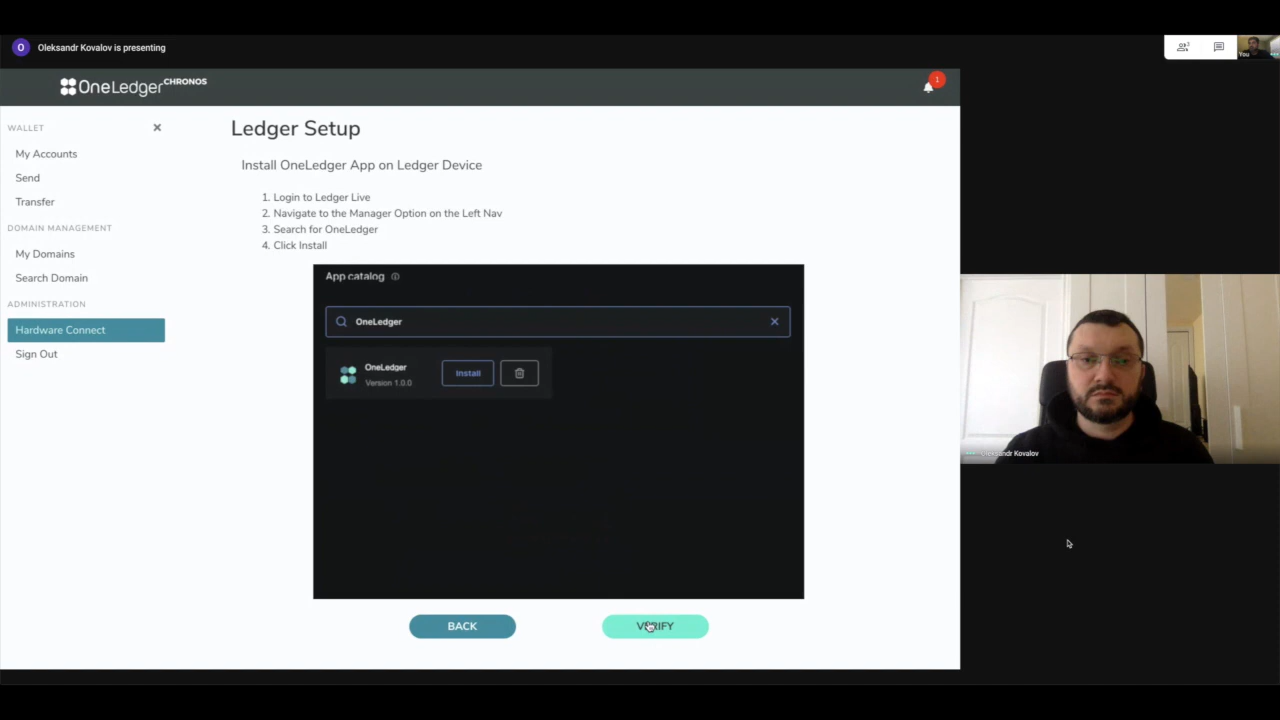 O
Oleksandr Kovalov is presenting
You
OneLedger CHRONOS
1
WALLET
My Accounts
Send
Transfer
DOMAIN MANAGEMENT
My Domains
Search Domain
ADMINISTRATION
Hardware Connect
Sign Out
Ledger Setup
Install OneLedger App on Ledger Device
1. Login to Ledger Live
2. Navigate to the Manager Option on the Left Nav
3. Search for OneLedger
4. Click Install
App catalog
OneLedger
OneLedger
Version 1.0.0
Install
BACK
VERIFY
Oleksandr Kovalov